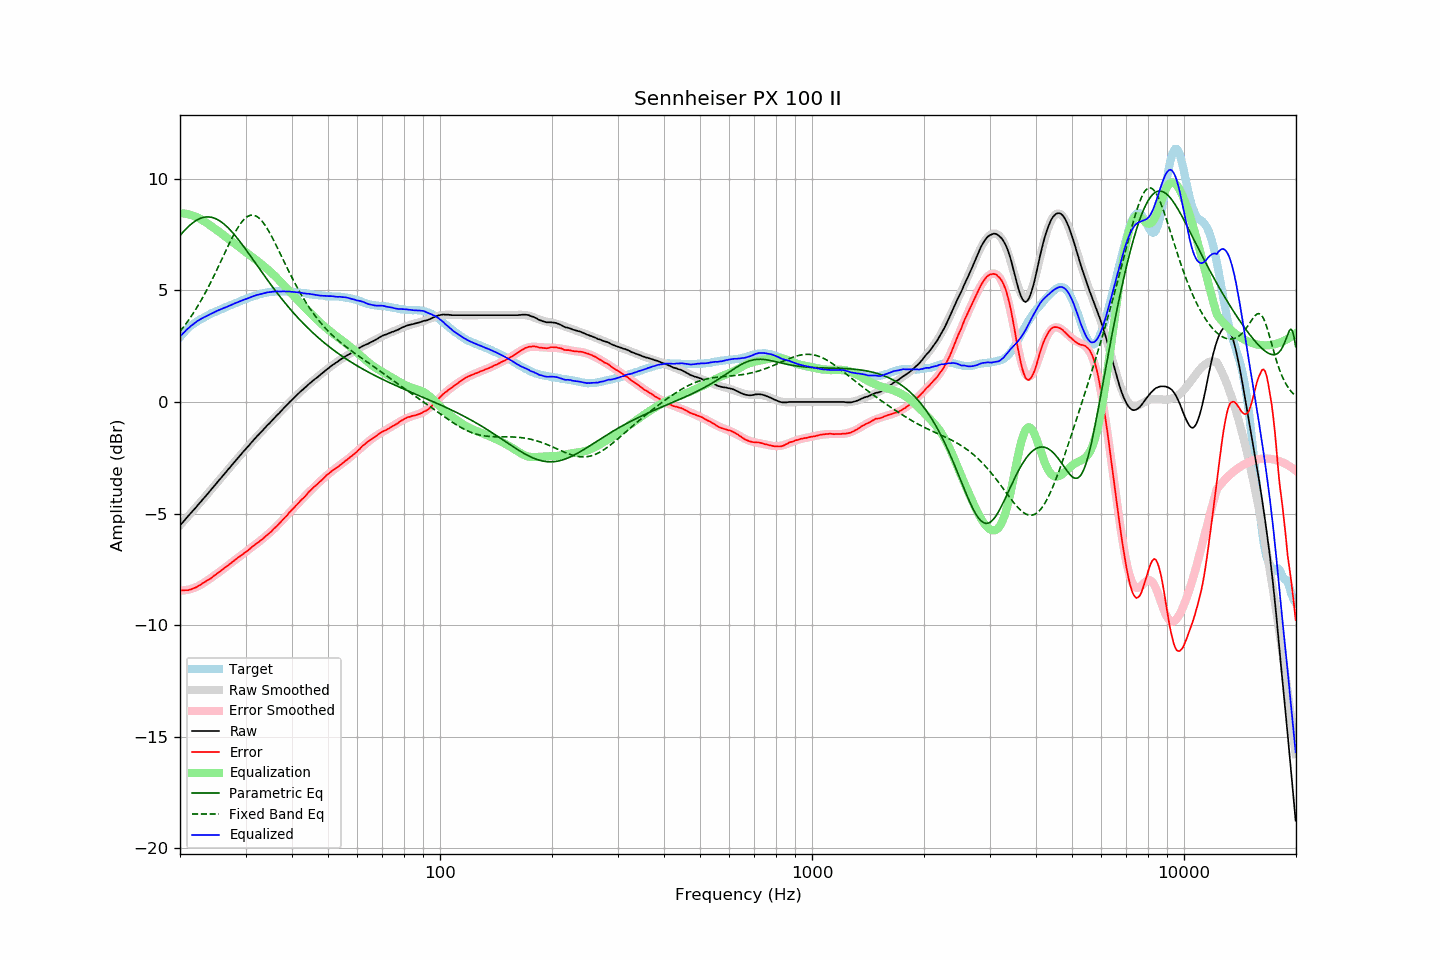 Sennheiser PX 100 II
Amplitude (dBr)
10
5
0
−5
−10
−15
−20
Target
Raw Smoothed
Error Smoothed
Raw
Error
Equalization
Parametric Eq
Fixed Band Eq
Equalized
100
1000
10000
Frequency (Hz)